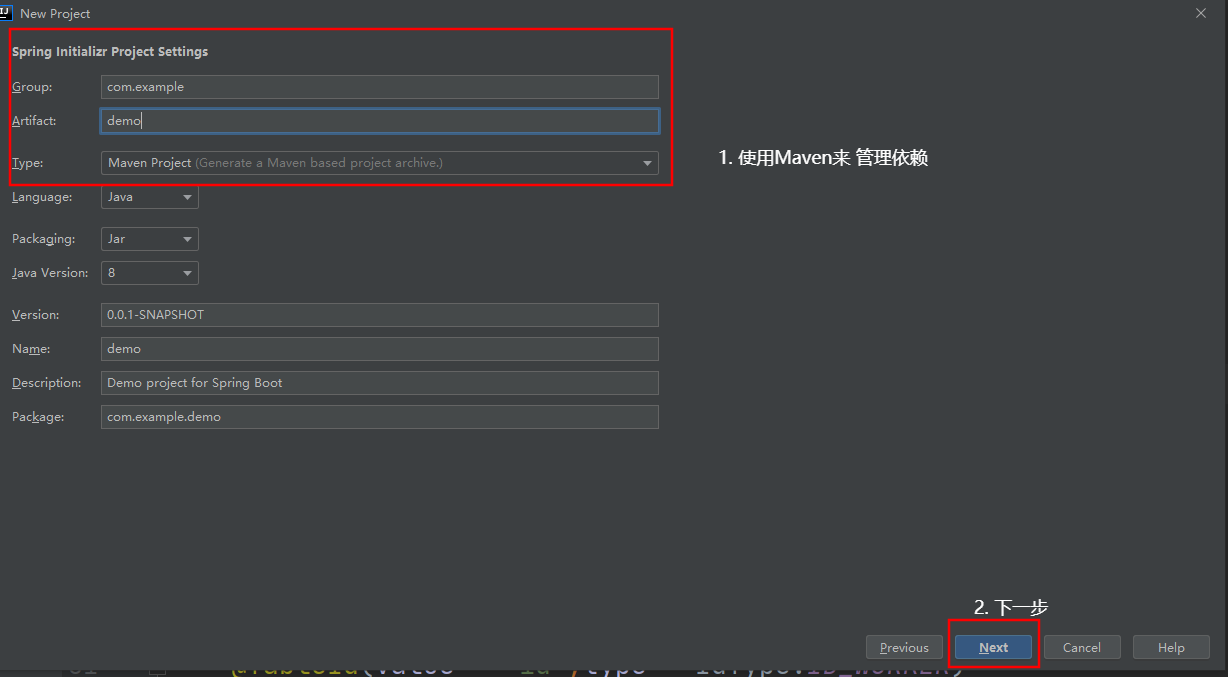 IJ New Project
Spring Initializr Project Settings
Group: com.example
Artifact: demo
Type: Maven Project (Generate a Maven based project archive.)
1. 使用Maven来 管理依赖
Language: Java
Packaging: Jar
Java Version: 8
Version: 0.0.1-SNAPSHOT
Name: demo
Description: Demo project for Spring Boot
Package: com.example.demo
2. 下一步
Previous Next Cancel Help